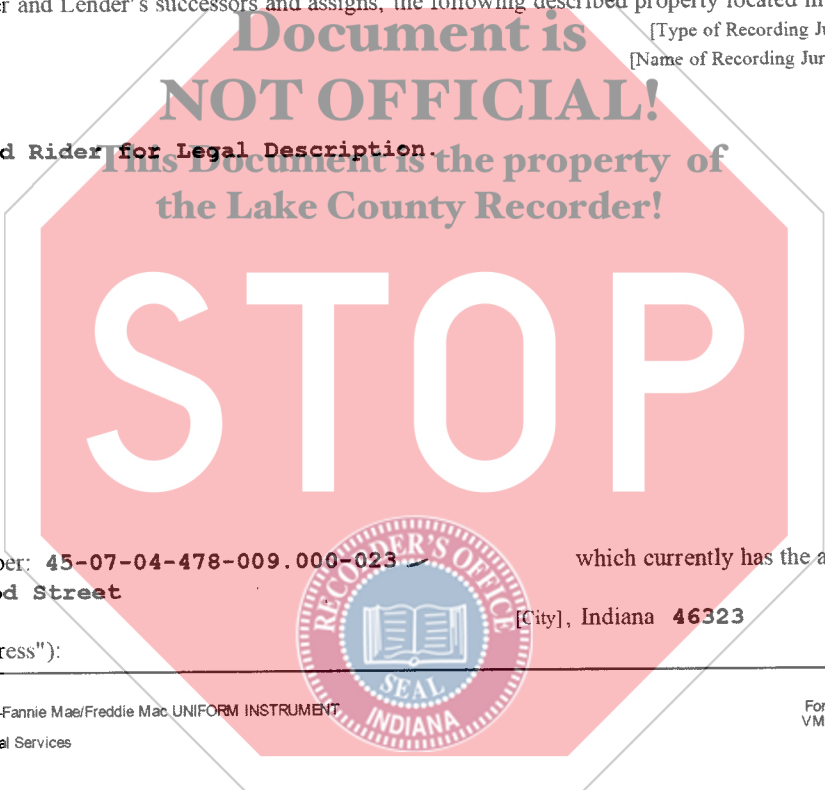 r and Lender's successors and assigns, the following described property located in
Document is
[Type of Recording Ju
NOT OFFICIAL!
[Name of Recording Jur
d Rider for Legal Description.
This Document is the property of
the Lake County Recorder!
STOP
ber: 45-07-04-478-009.000-023
which currently has the a
od Street
RECORDER'S OFFICE
[City], Indiana 46323
ress"):
SEAL
INDIANA
-Fannie Mae/Freddie Mac UNIFORM INSTRUMENT
For
VM
al Services